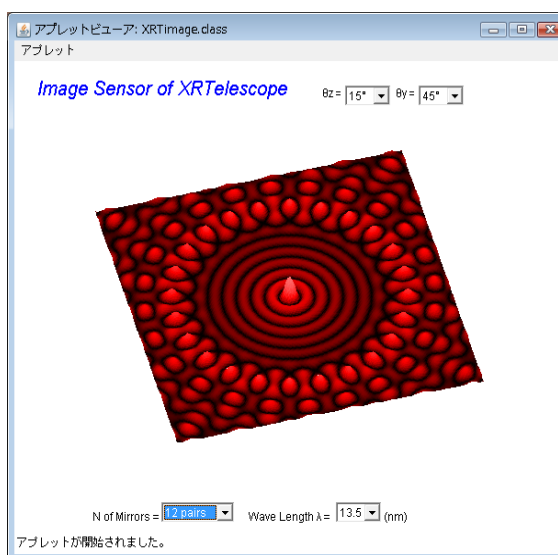 アプレットビューア: XRTimage.class
アプレット
Image Sensor of XRTelescope θz = 15° θy = 45°
N of Mirrors = 12 pairs Wave Length λ = 13.5 (nm)
アプレットが開始されました。